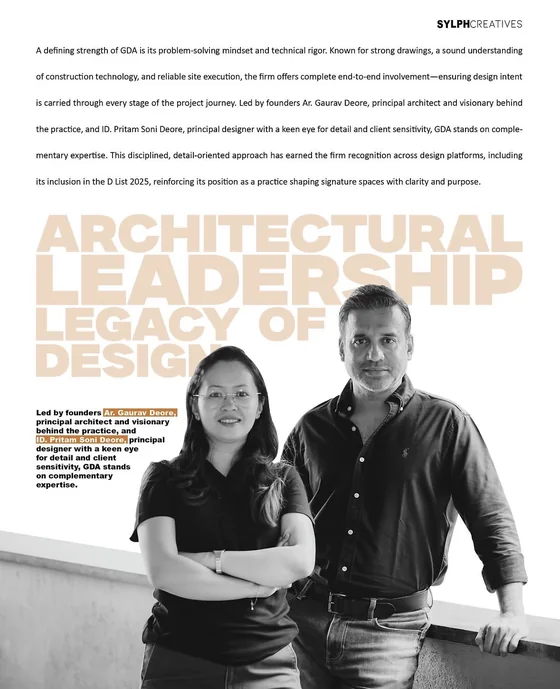 SYLPHCREATIVES
A defining strength of GDA is its problem-solving mindset and technical rigor. Known for strong drawings, a sound understanding
of construction technology, and reliable site execution, the firm offers complete end-to-end involvement—ensuring design intent
is carried through every stage of the project journey. Led by founders Ar. Gaurav Deore, principal architect and visionary behind
the practice, and ID. Pritam Soni Deore, principal designer with a keen eye for detail and client sensitivity, GDA stands on comple-
mentary expertise. This disciplined, detail-oriented approach has earned the firm recognition across design platforms, including
its inclusion in the D List 2025, reinforcing its position as a practice shaping signature spaces with clarity and purpose.
ARCHITECTURAL
LEADERSHIP
LEGACY OF
DESIGN
Led by founders Ar. Gaurav Deore,
principal architect and visionary
behind the practice, and
ID. Pritam Soni Deore, principal
designer with a keen eye
for detail and client
sensitivity, GDA stands
on complementary
expertise.